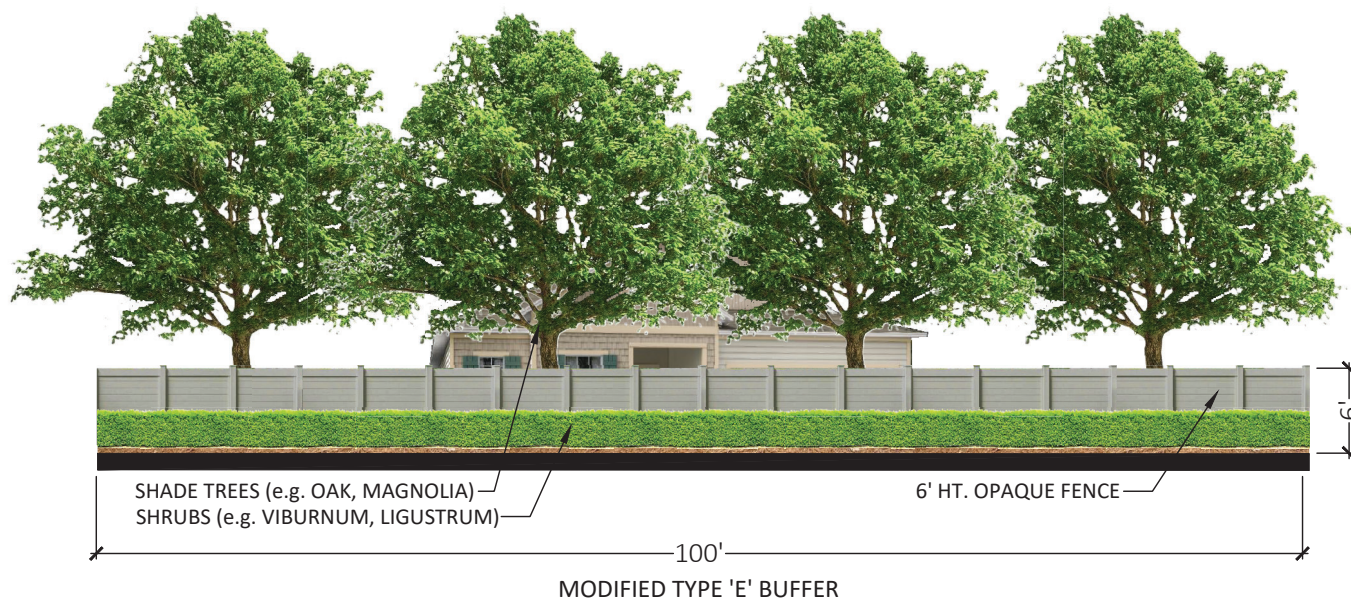 6'
SHADE TREES (e.g. OAK, MAGNOLIA)
6' HT. OPAQUE FENCE
SHRUBS (e.g. VIBURNUM, LIGUSTRUM)
100'
MODIFIED TYPE 'E' BUFFER